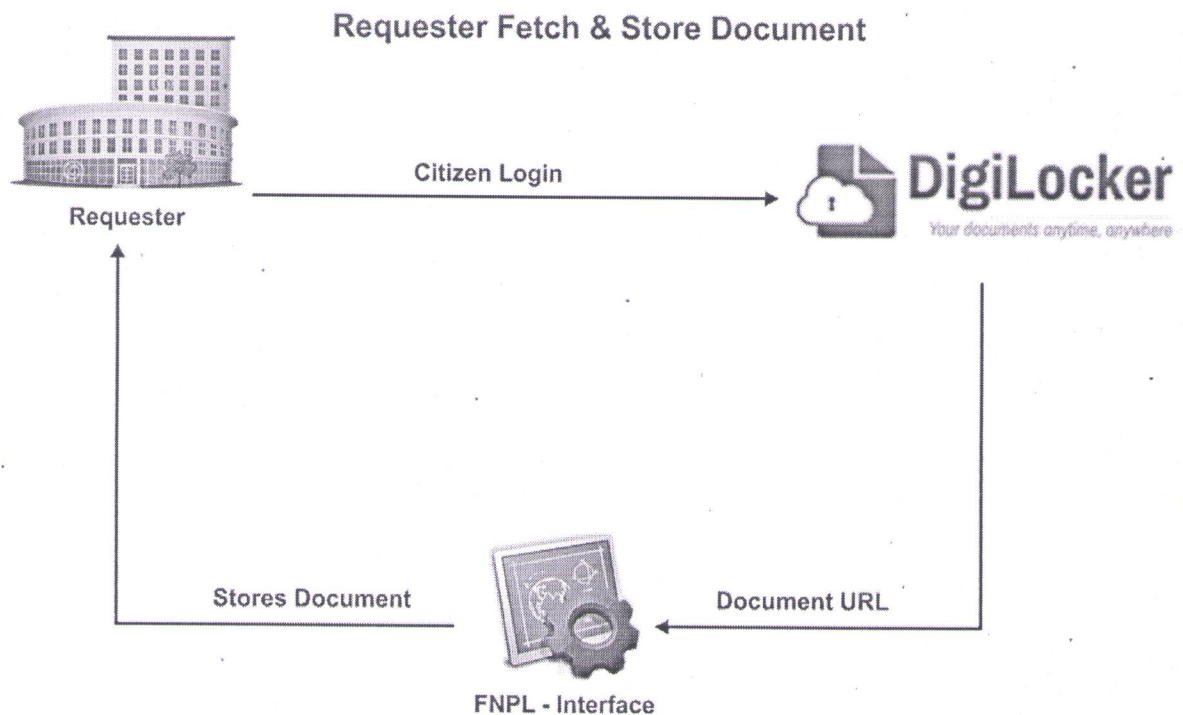 Requester Fetch & Store Document
Citizen Login
DigiLocker
Your documents anytime, anywhere
Requester
Stores Document
Document URL
FNPL - Interface